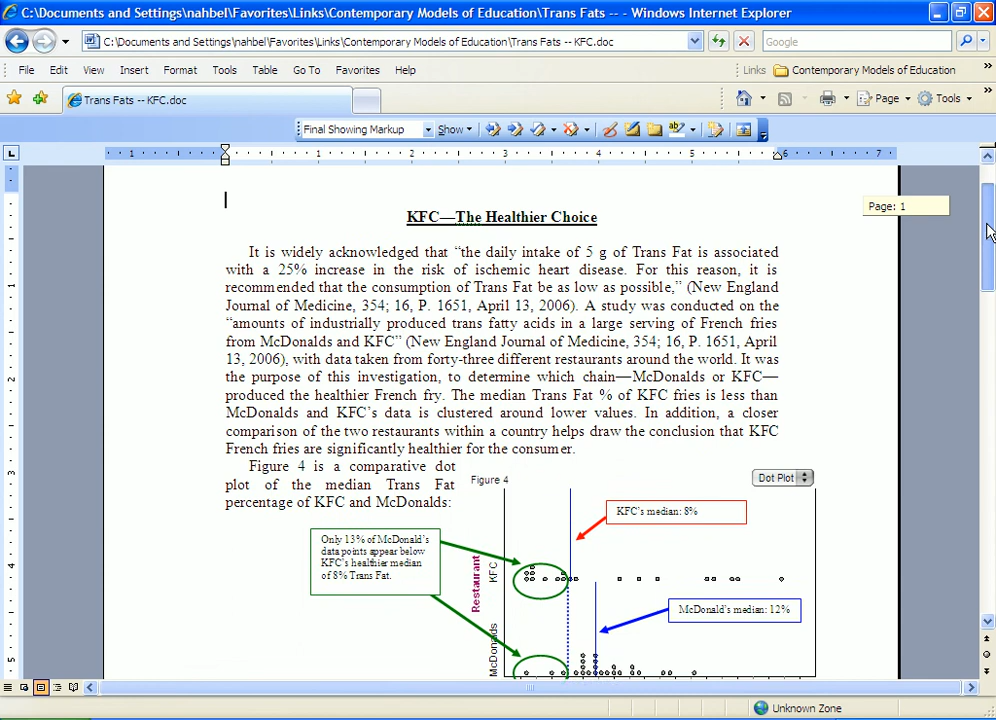 C:\Documents and Settings\nahbel\Favorites\Links\Contemporary Models of Education\Trans Fats -- - Windows Internet Explorer
C:\Documents and Settings\nahbel\Favorites\Links\Contemporary Models of Education\Trans Fats -- KFC.doc
Google
File Edit View Insert Format Tools Table Go To Favorites Help
Links Contemporary Models of Education
Trans Fats -- KFC.doc
Page Tools
Final Showing Markup Show
1 1 2 3 4 5 6 7
Page: 1
KFC—The Healthier Choice
It is widely acknowledged that “the daily intake of 5 g of Trans Fat is associated
with a 25% increase in the risk of ischemic heart disease. For this reason, it is
recommended that the consumption of Trans Fat be as low as possible,” (New England
Journal of Medicine, 354; 16, P. 1651, April 13, 2006). A study was conducted on the
“amounts of industrially produced trans fatty acids in a large serving of French fries
from McDonalds and KFC” (New England Journal of Medicine, 354; 16, P. 1651, April
13, 2006), with data taken from forty-three different restaurants around the world. It was
the purpose of this investigation, to determine which chain—McDonalds or KFC—
produced the healthier French fry. The median Trans Fat % of KFC fries is less than
McDonalds and KFC’s data is clustered around lower values. In addition, a closer
comparison of the two restaurants within a country helps draw the conclusion that KFC
French fries are significantly healthier for the consumer.
Figure 4 is a comparative dot
plot of the median Trans Fat
percentage of KFC and McDonalds:
Figure 4
Dot Plot
KFC’s median: 8%
Only 13% of McDonald’s
data points appear below
KFC’s healthier median
of 8% Trans Fat.
Restaurant
KFC
McDonald’s median: 12%
McDonalds
1
2
3
4
5
Unknown Zone